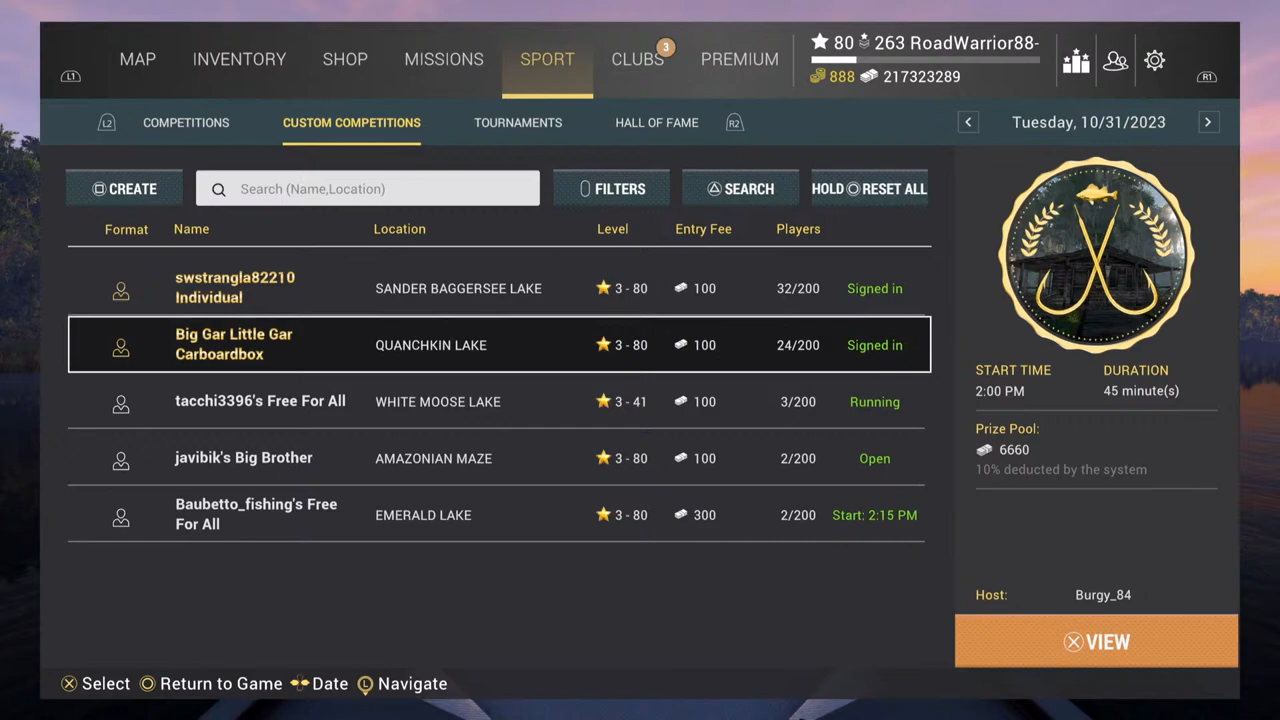 L1 MAP INVENTORY SHOP MISSIONS SPORT CLUBS 3 PREMIUM 80 263 RoadWarrior88-
888 217323289 R1
L2 COMPETITIONS CUSTOM COMPETITIONS TOURNAMENTS HALL OF FAME R2 Tuesday, 10/31/2023
CREATE Search (Name,Location) FILTERS SEARCH HOLD RESET ALL
Format Name Location Level Entry Fee Players
swstrangla82210
Individual
SANDER BAGGERSEE LAKE 3 - 80 100 32/200 Signed in
Big Gar Little Gar
Carboardbox
QUANCHKIN LAKE 3 - 80 100 24/200 Signed in
tacchi3396's Free For All WHITE MOOSE LAKE 3 - 41 100 3/200 Running
javibik's Big Brother AMAZONIAN MAZE 3 - 80 100 2/200 Open
Baubetto_fishing's Free
For All
EMERALD LAKE 3 - 80 300 2/200 Start: 2:15 PM
START TIME DURATION
2:00 PM 45 minute(s)
Prize Pool:
6660
10% deducted by the system
Host: Burgy_84
VIEW
Select Return to Game Date L Navigate